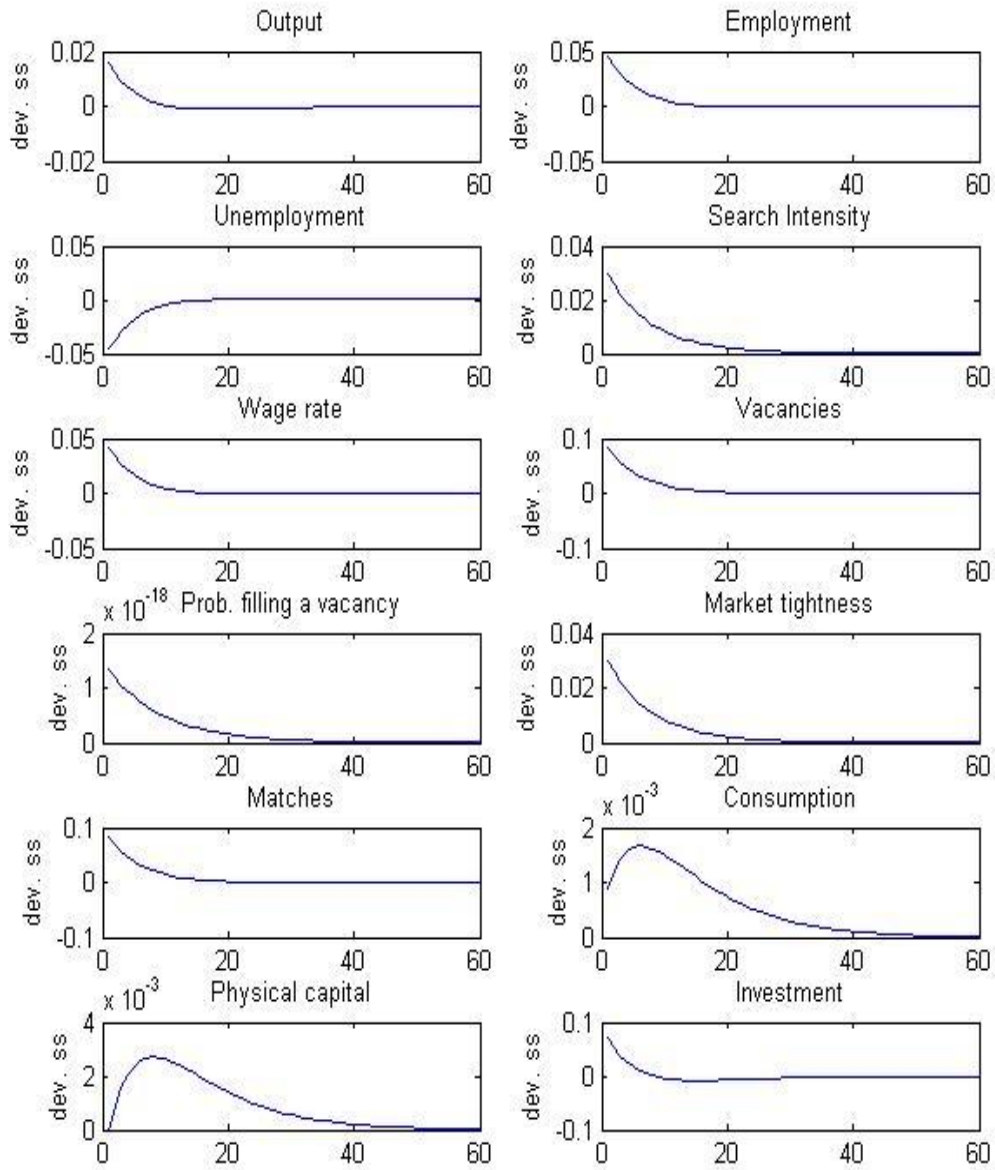 Output
dev. ss
0.02
0
-0.02
0 20 40 60
Employment
dev. ss
0.05
0
-0.05
0 20 40 60
Unemployment
dev. ss
0.05
0
-0.05
0 20 40 60
Search Intensity
dev. ss
0.04
0.02
0
0 20 40 60
Wage rate
dev. ss
0.05
0
-0.05
0 20 40 60
Vacancies
dev. ss
0.1
0
-0.1
0 20 40 60
x 10^-18 Prob. filling a vacancy
dev. ss
2
1
0
0 20 40 60
Market tightness
dev. ss
0.04
0.02
0
0 20 40 60
Matches
dev. ss
0.1
0
-0.1
0 20 40 60
x 10^-3 Consumption
dev. ss
2
1
0
0 20 40 60
x 10^-3 Physical capital
dev. ss
4
2
0
0 20 40 60
Investment
dev. ss
0.1
0
-0.1
0 20 40 60